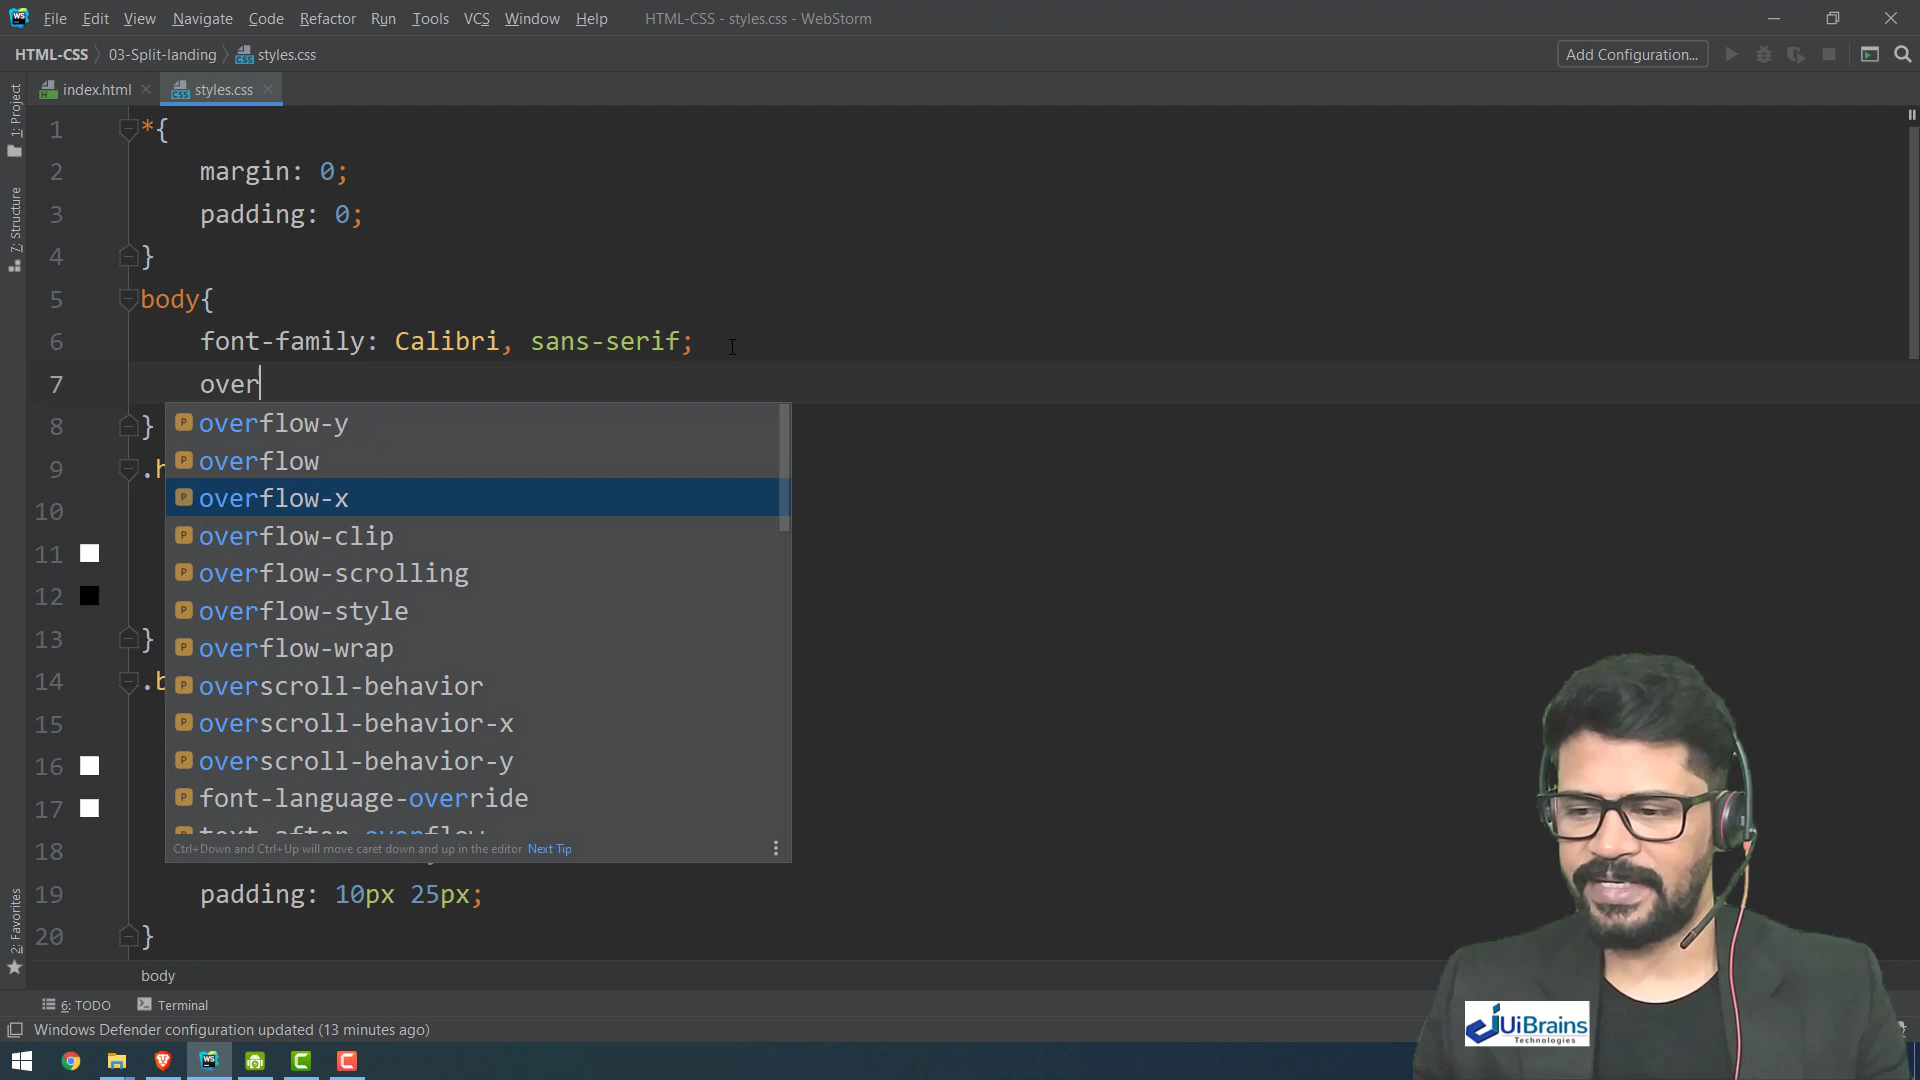 File Edit View Navigate Code Refactor Run Tools VCS Window Help HTML-CSS - styles.css - WebStorm
HTML-CSS 03-Split-landing styles.css Add Configuration...
index.html styles.css
1: Project
7: Structure
2: Favorites
1 *{
2 margin: 0;
3 padding: 0;
4 }
5 body{
6 font-family: Calibri, sans-serif;
7 over
8 }
9 .h
10
11
12
13 }
14 .b
15
16
17
18
19 padding: 10px 25px;
20 }
overflow-y
overflow
overflow-x
overflow-clip
overflow-scrolling
overflow-style
overflow-wrap
overscroll-behavior
overscroll-behavior-x
overscroll-behavior-y
font-language-override
Ctrl+Down and Ctrl+Up will move caret down and up in the editor Next Tip
body
6: TODO Terminal
Windows Defender configuration updated (13 minutes ago)
UiBrains
Technologies